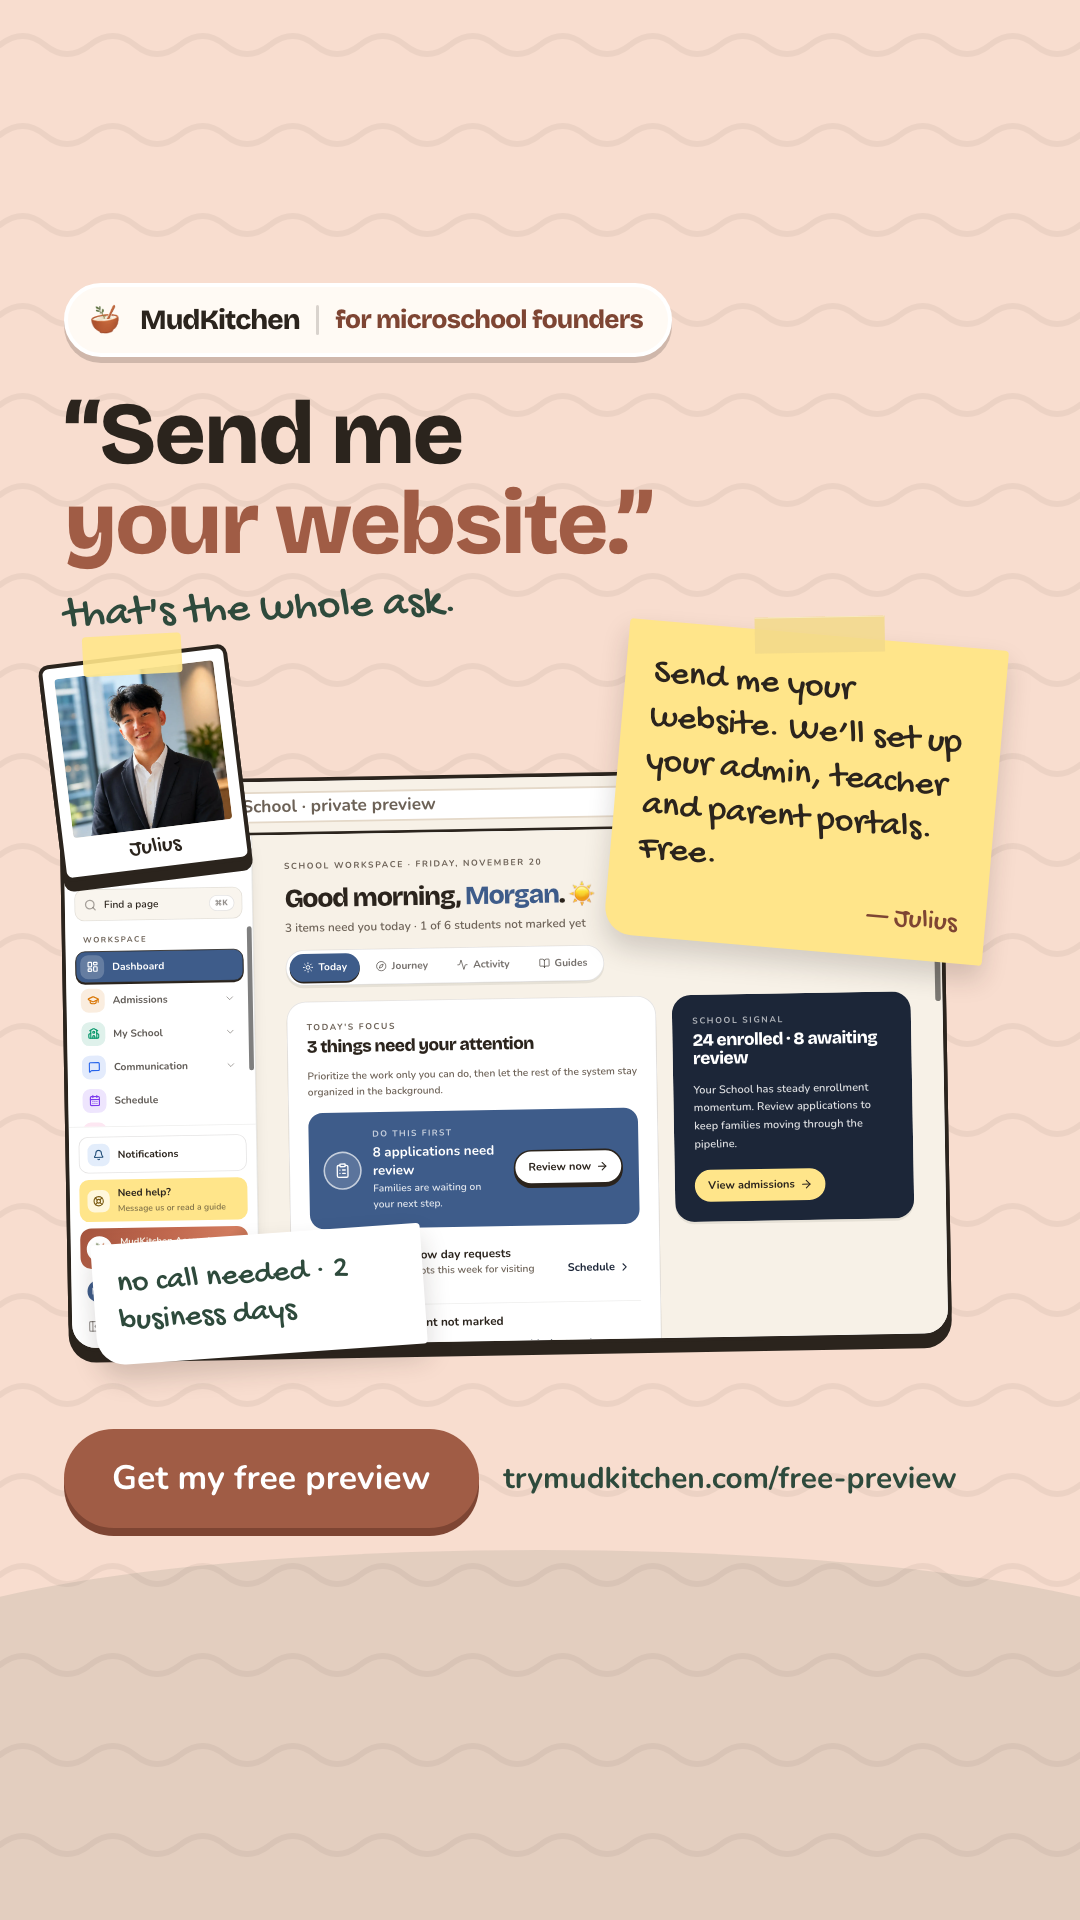 MudKitchen | for microschool founders
“Send me
your website.”
that's the whole ask.
Julius
Send me your
website. We’ll set up
your admin, teacher
and parent portals.
Free.
— Julius
School · private preview
Find a page
⌘K
WORKSPACE
Dashboard
Admissions
My School
Communication
Schedule
Notifications
Need help?
Message us or read a guide
SCHOOL WORKSPACE · FRIDAY, NOVEMBER 20
Good morning, Morgan. ☀️
3 items need you today · 1 of 6 students not marked yet
Today
Journey
Activity
Guides
TODAY'S FOCUS
3 things need your attention
Prioritize the work only you can do, then let the rest of the system stay
organized in the background.
DO THIS FIRST
8 applications need
review
Families are waiting on
your next step.
Review now →
day requests
this week for visiting
Schedule
not marked
SCHOOL SIGNAL
24 enrolled · 8 awaiting
review
Your School has steady enrollment
momentum. Review applications to
keep families moving through the
pipeline.
View admissions →
no call needed · 2
business days
Get my free preview
trymudkitchen.com/free-preview